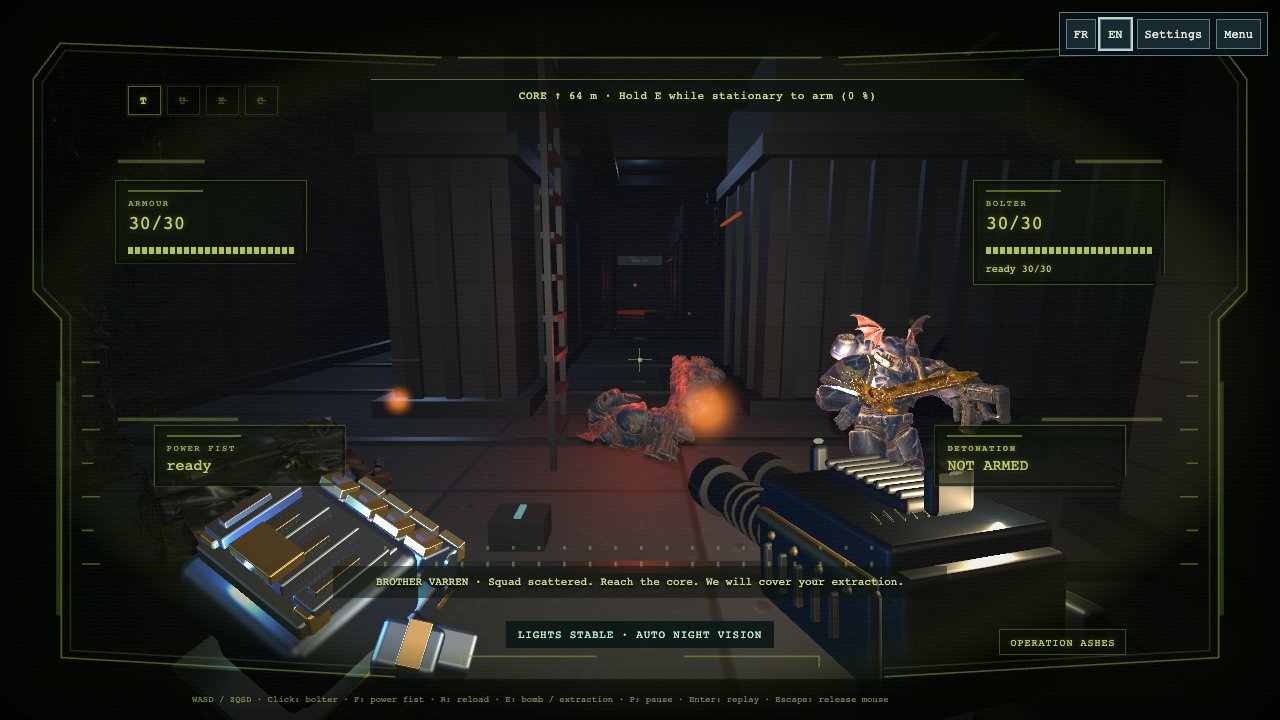 FR EN Settings Menu
T U X C
CORE ↑ 64 m · Hold E while stationary to arm (0 %)
ARMOUR
30/30
BOLTER
30/30
ready 30/30
POWER FIST
ready
DETONATION
NOT ARMED
BROTHER VARREN · Squad scattered. Reach the core. We will cover your extraction.
LIGHTS STABLE · AUTO NIGHT VISION
OPERATION ASHES
WASD / ZQSD · Click: bolter · F: power fist · R: reload · E: bomb / extraction · P: pause · Enter: replay · Escape: release mouse